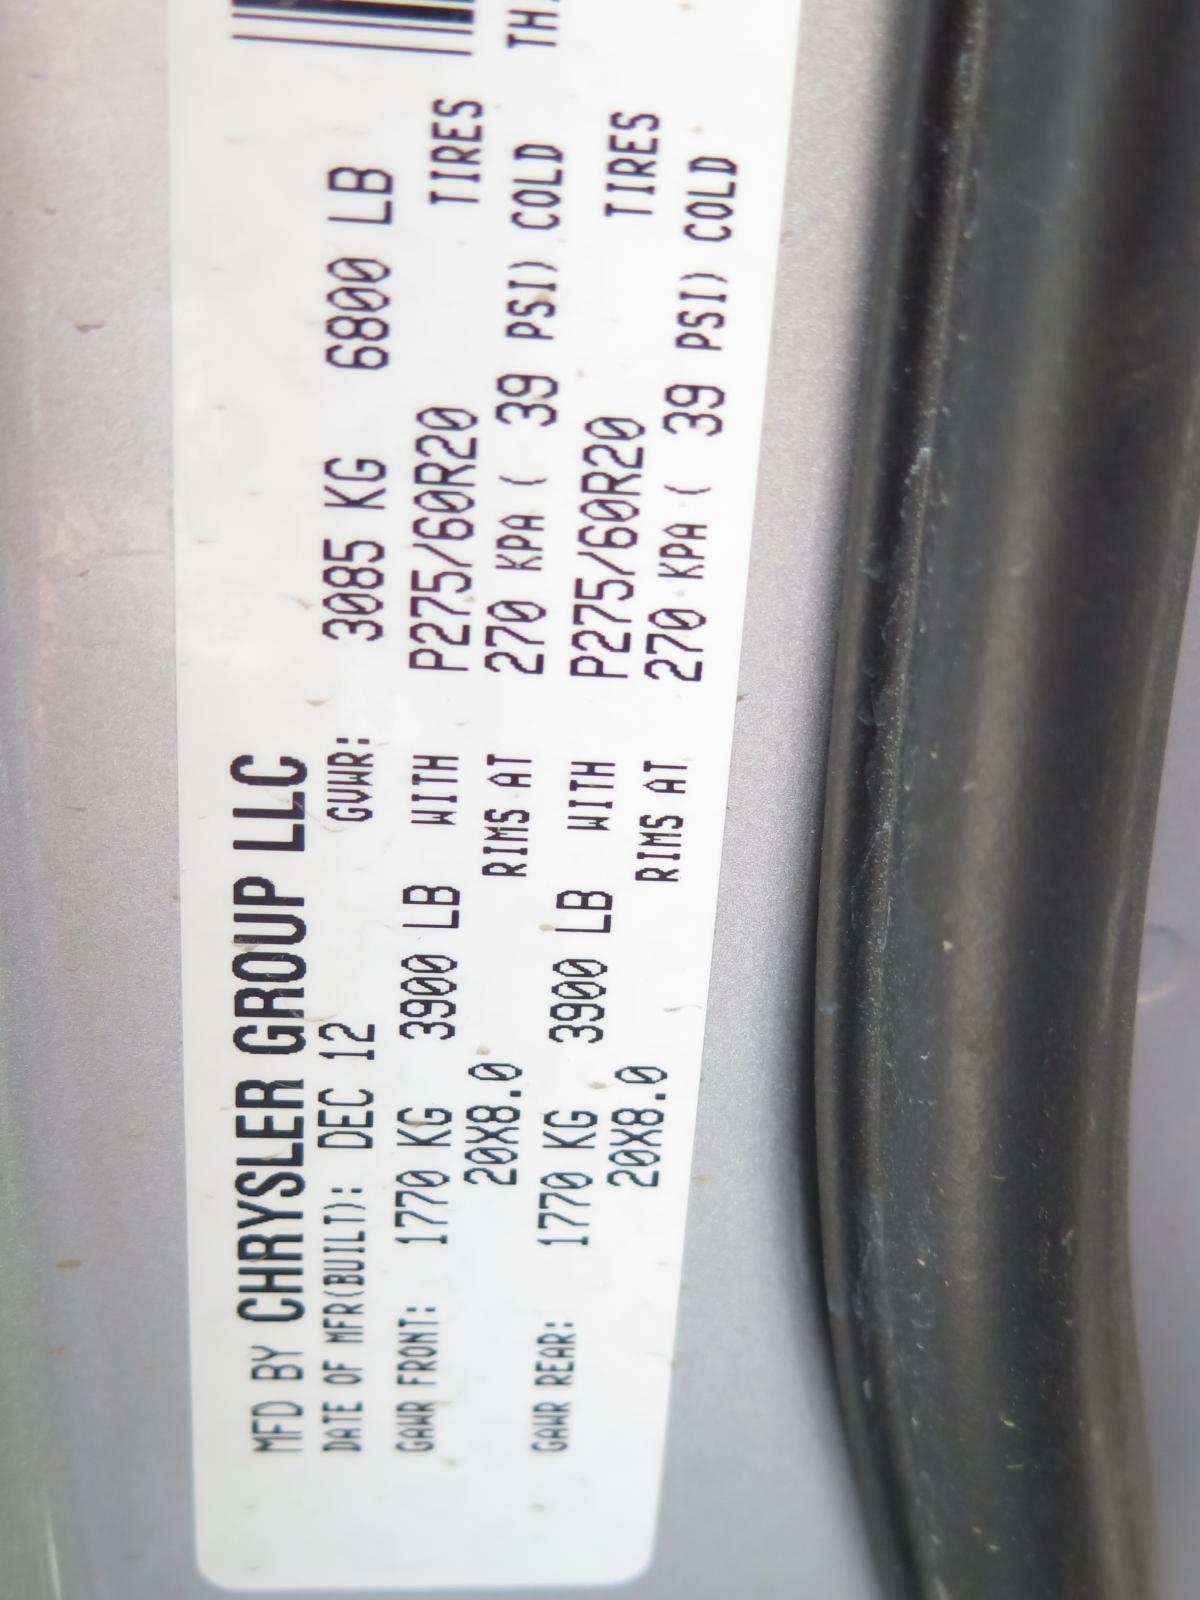 MFD BY CHRYSLER GROUP LLC
DATE OF MFR(BUILT): DEC 12 GVWR: 3085 KG 6800 LB
GAWR FRONT: 1770 KG 3900 LB WITH P275/60R20 TIRES
20X8.0 RIMS AT 270 KPA ( 39 PSI) COLD
GAWR REAR: 1770 KG 3900 LB WITH P275/60R20 TIRES
20X8.0 RIMS AT 270 KPA ( 39 PSI) COLD